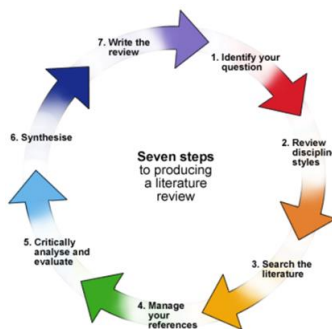 Seven steps
to producing
a literature
review
1. Identify your
question
2. Review
disciplin
styles
3. Search the
literature
4. Manage
your
references
5. Critically
analyse and
evaluate
6. Synthesise
7. Write the
review